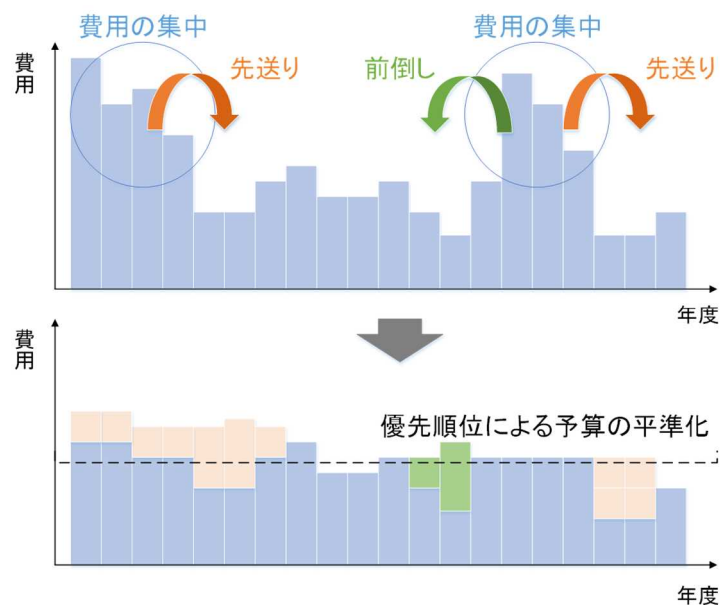 費用の集中
費用の集中
費用
先送り
前倒し
先送り
年度
費用
優先順位による予算の平準化
年度